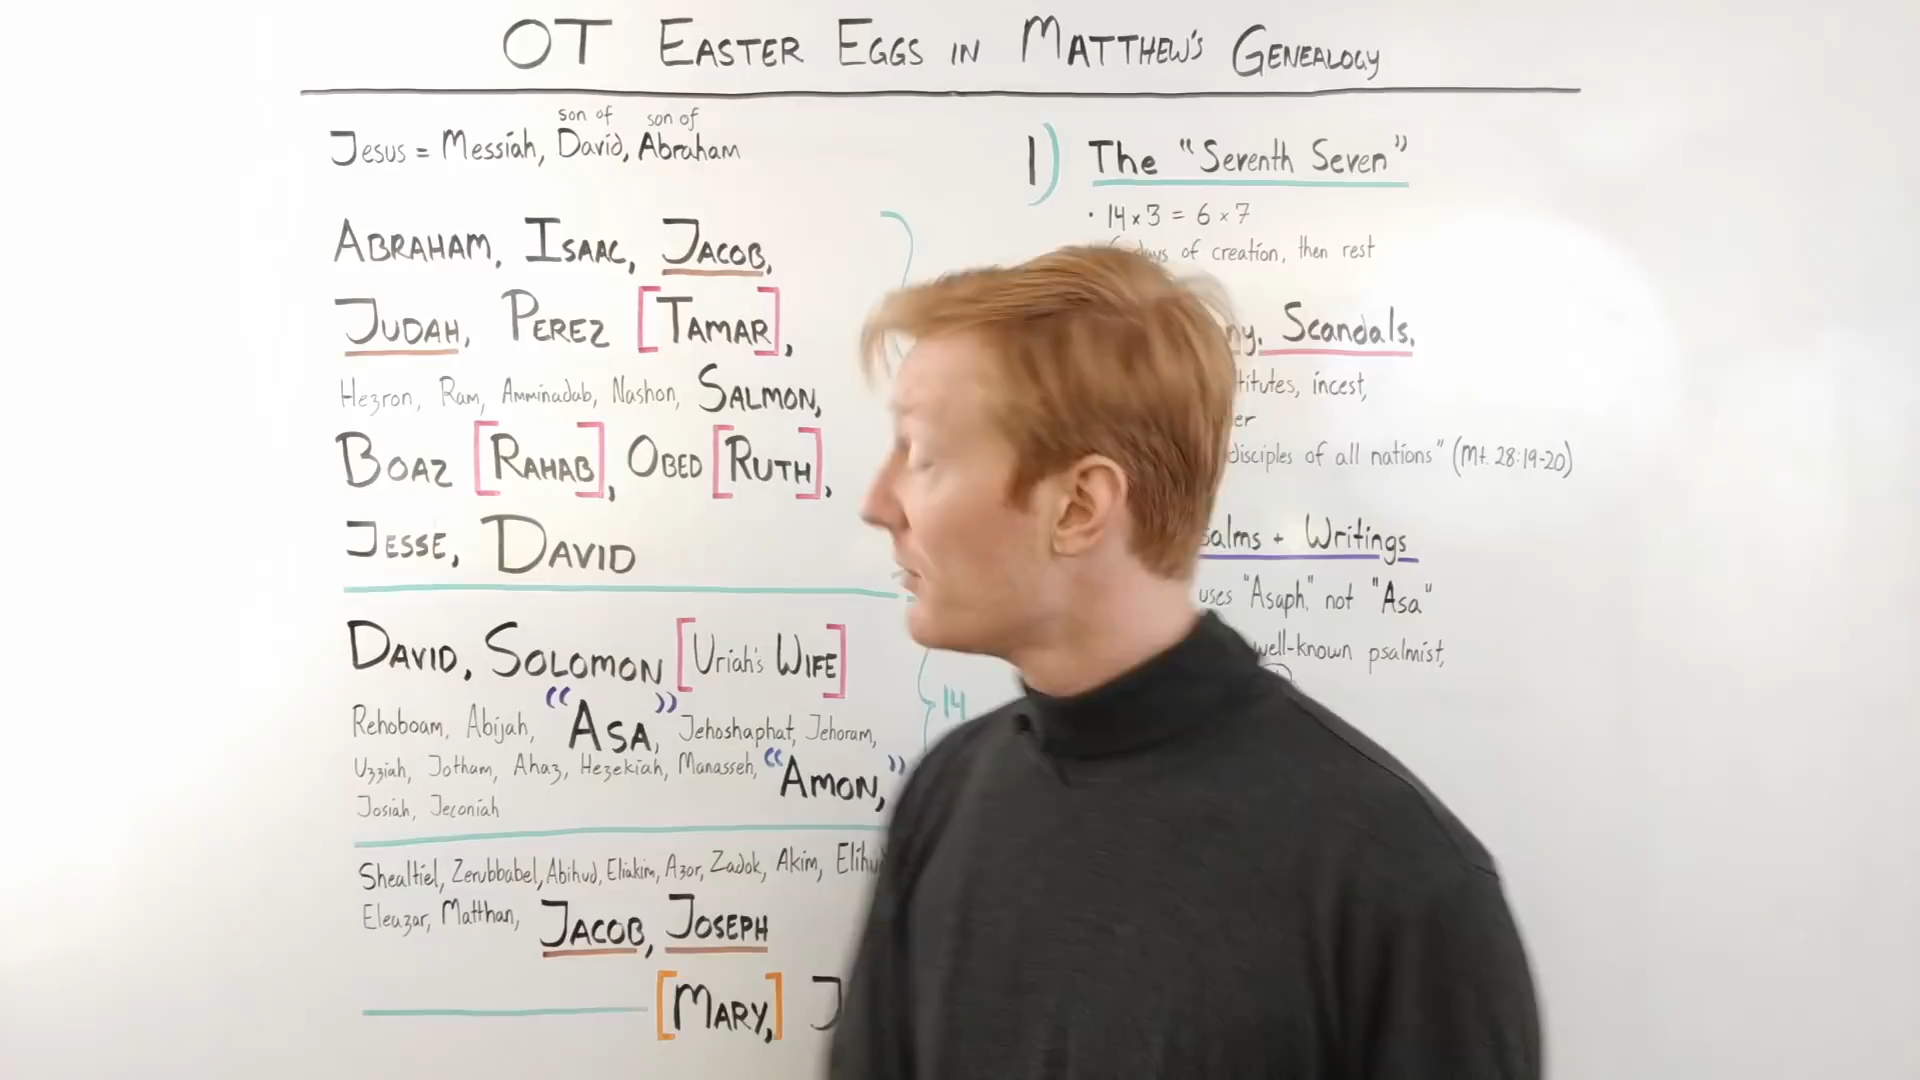 OT EASTER EGGS IN MATTHEW'S GENEALOGY
son of son of
JESUS = Messiah, David, Abraham
ABRAHAM, ISAAC, JACOB,
JUDAH, PEREZ [TAMAR],
Hezron, Ram, Amminadab, Nashon, SALMON,
BOAZ [RAHAB], OBED [RUTH],
JESSE, DAVID
DAVID, SOLOMON [Uriah's WIFE]
Rehoboam, Abijah, "ASA," Jehoshaphat, Jehoram,
Uzziah, Jotham, Ahaz, Hezekiah, Manasseh, "AMON,"
Josiah, Jeconiah
14
Shealtiel, Zerubbabel, Abihud, Eliakim, Azor, Zadok, Akim,
Eleazar, Matthan, JACOB, JOSEPH
[MARY,] J
1) The "Seventh Seven"
• 14 x 3 = 6 x 7
of creation, then rest
Scandals,
incest,
disciples of all nations" (Mt. 28:19-20)
+ Writings
uses "Asaph," not "Asa"
well-known psalmist,